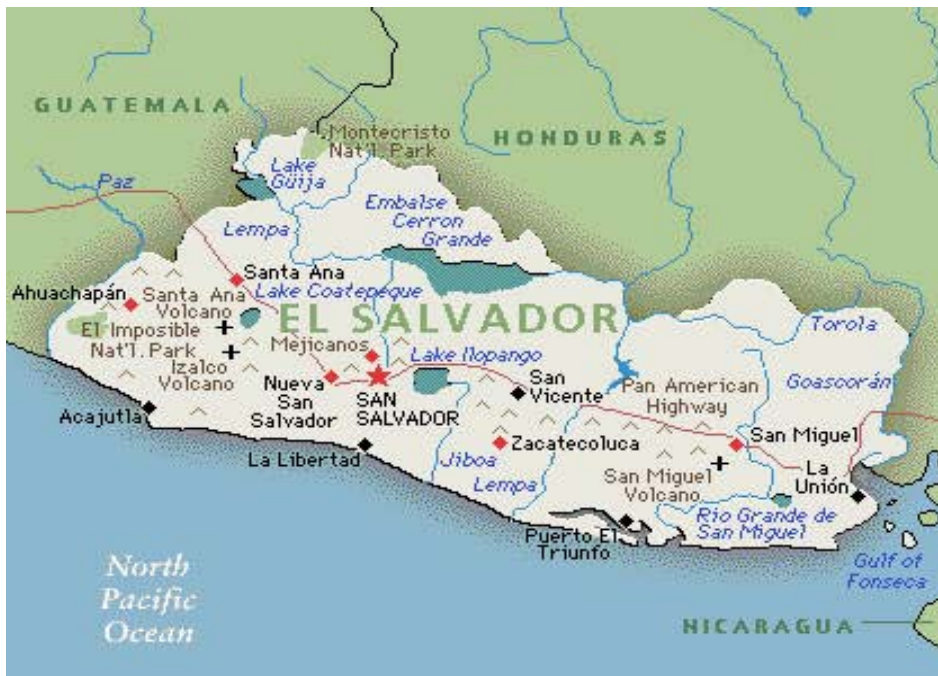 GUATEMALA
HONDURAS
Montecristo
Nat'l. Park
Lake
Güija
Paz
Lempa
Embalse
Cerron
Grande
Santa Ana
Lake Coatepeque
Ahuachapán
Santa Ana
Volcano
EL SALVADOR
El Imposible
Nat'l. Park
Izalco
Volcano
Mejicanos
Lake Ilopango
Torola
Goascorán
Nueva
San
Salvador
SAN
SALVADOR
San
Vicente
Pan American
Highway
Acajutla
La Libertad
Zacatecoluca
San Miguel
Jiboa
Lempa
San Miguel
Volcano
La
Unión
Puerto El
Triunfo
Rio Grande de
San Miguel
Gulf of
Fonseca
North
Pacific
Ocean
NICARAGUA